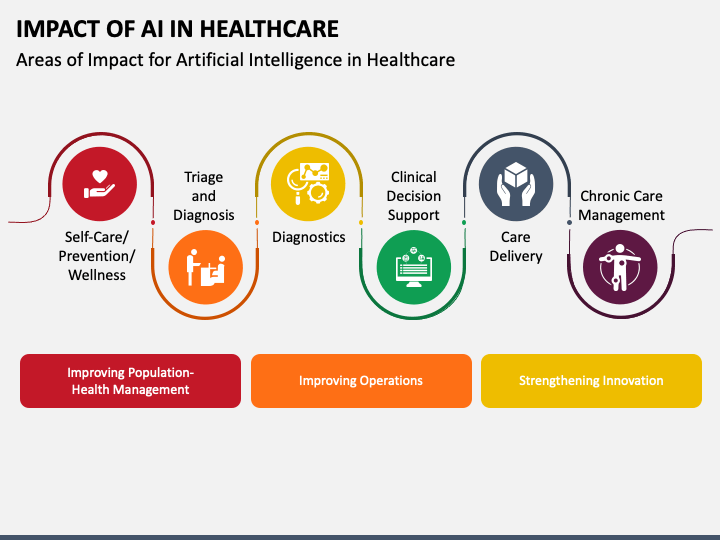 IMPACT OF AI IN HEALTHCARE
Areas of Impact for Artificial Intelligence in Healthcare
Self-Care/
Prevention/
Wellness
Triage
and
Diagnosis
Diagnostics
Clinical
Decision
Support
Care
Delivery
Chronic Care
Management
Improving Population-
Health Management
Improving Operations
Strengthening Innovation